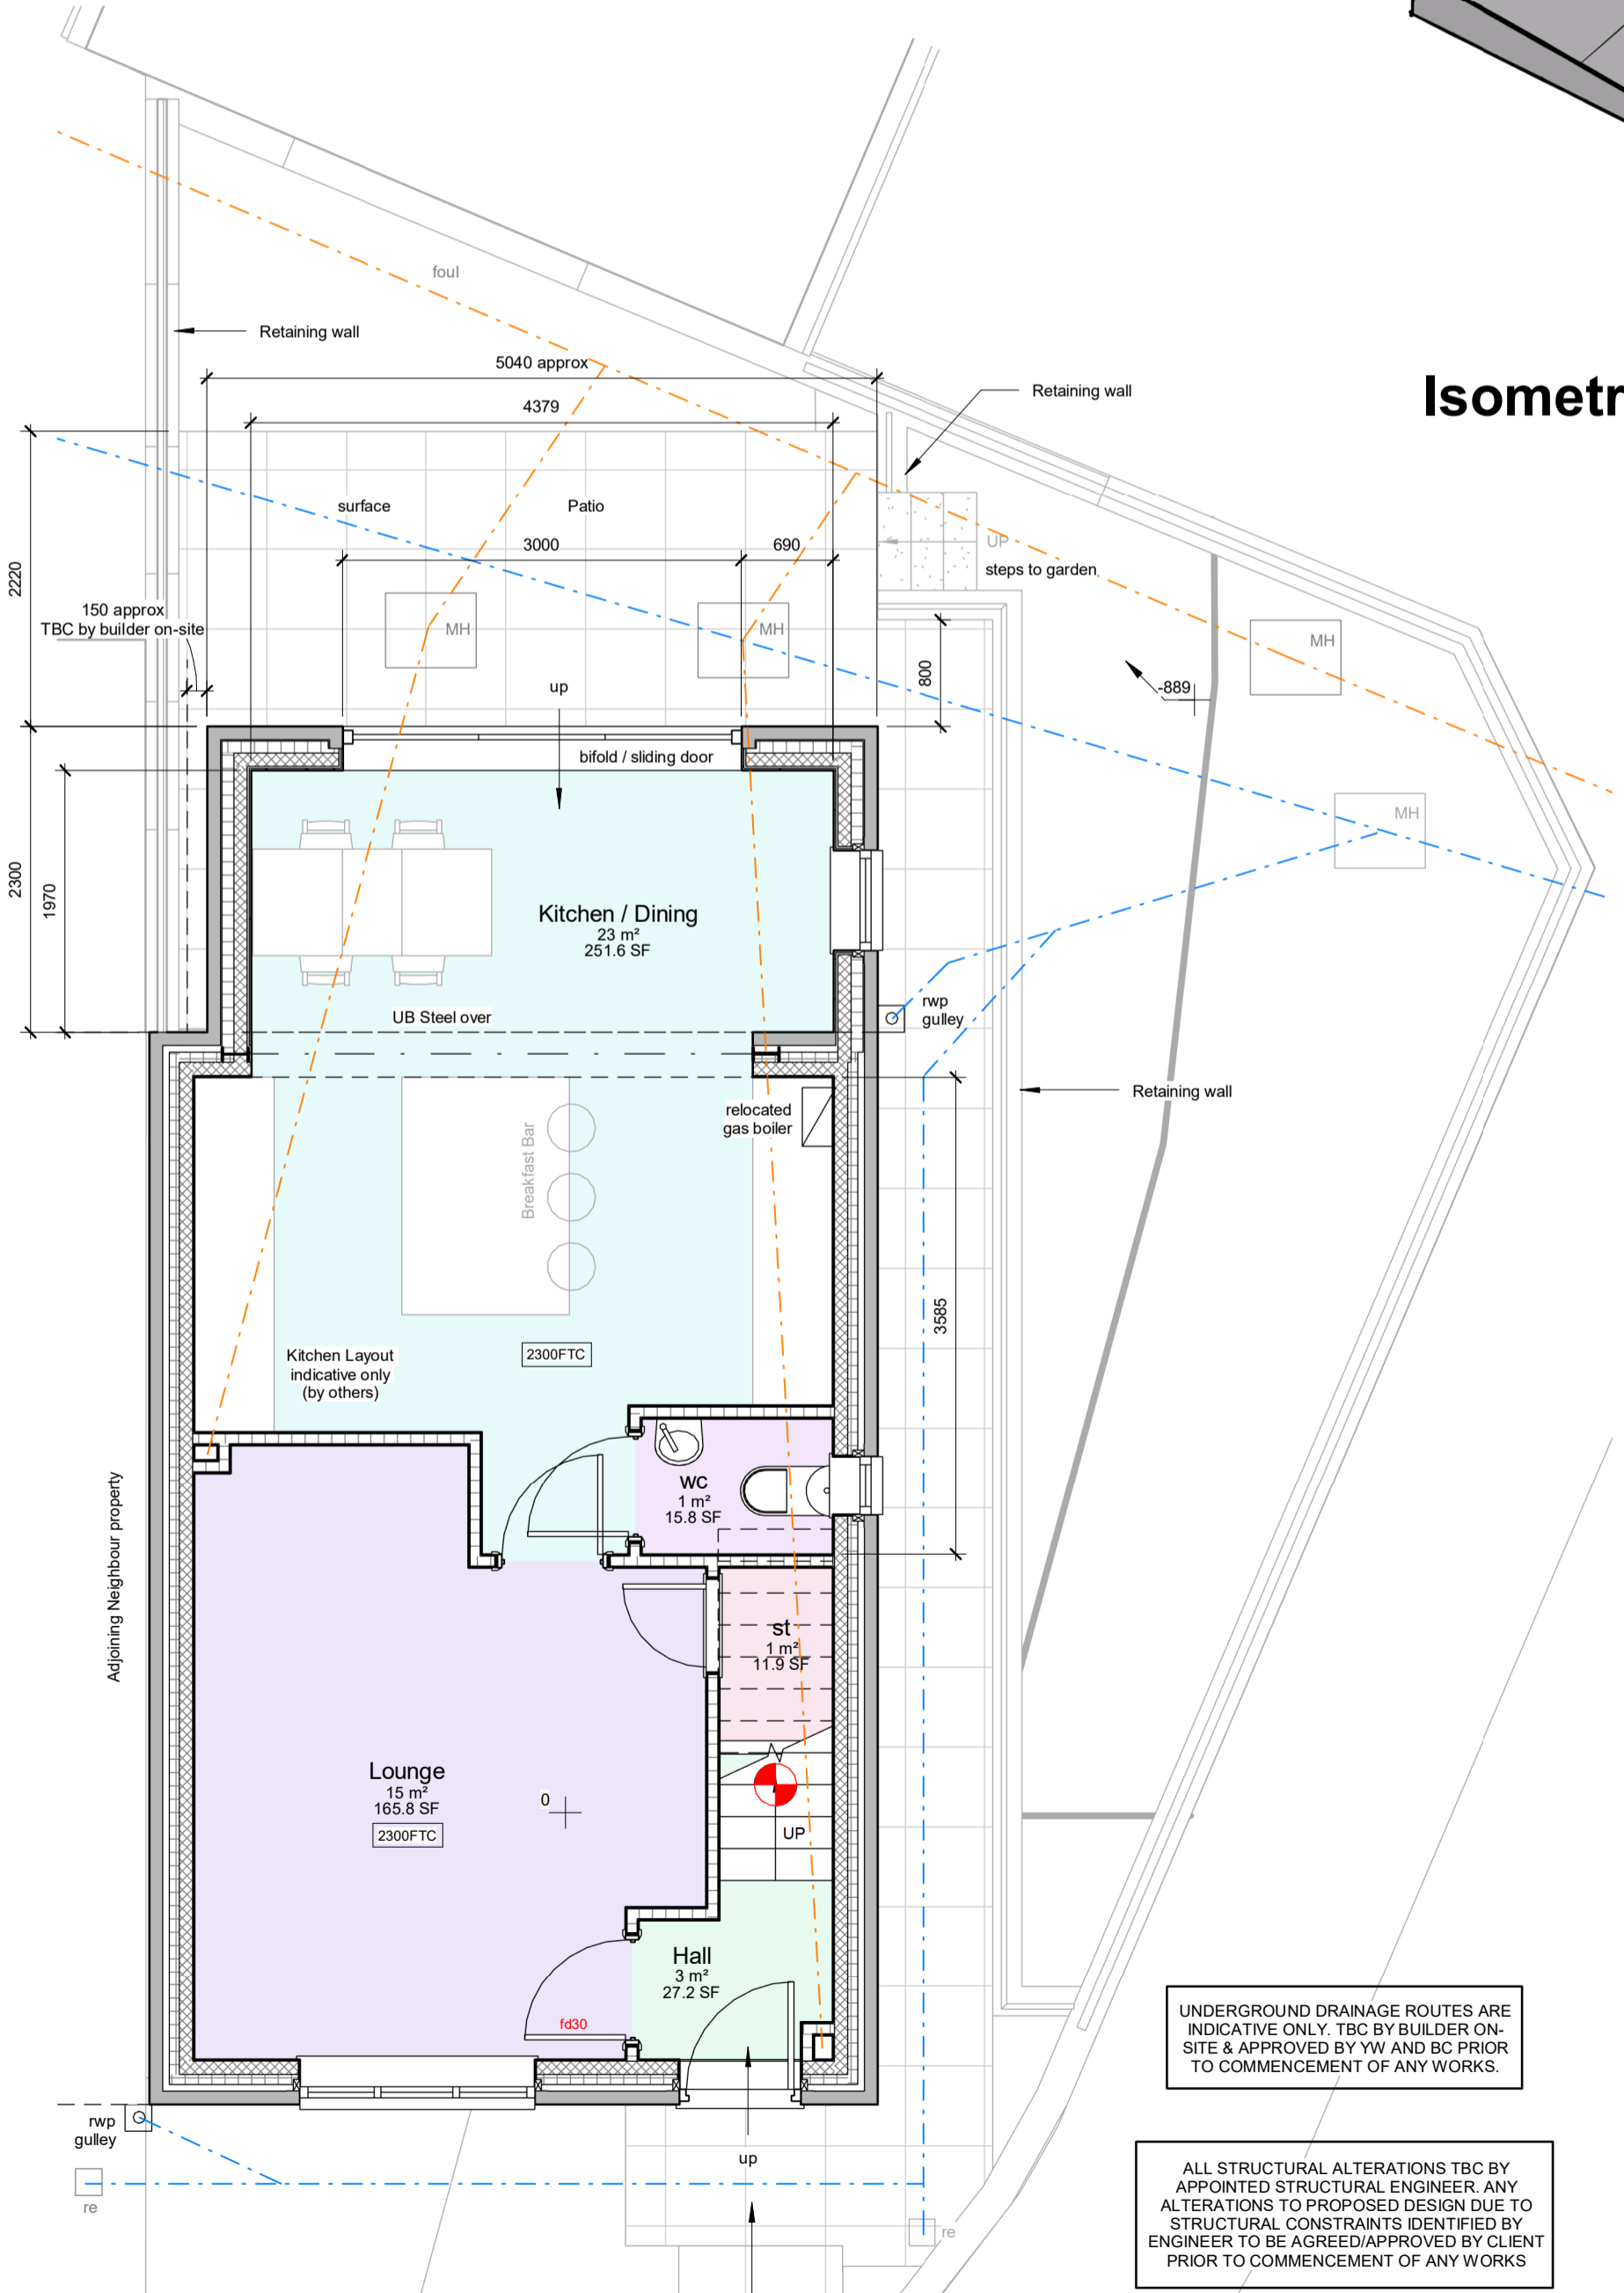 foul
Retaining wall
5040 approx
Retaining wall
Isometr
4379
surface
Patio
3000
690
UP
steps to garden
2220
150 approx
TBC by builder on-site
MH
MH
MH
800
up
-889
bifold / sliding door
MH
2300
1970
Kitchen / Dining
23 m²
251.6 SF
UB Steel over
rwp
gulley
Retaining wall
relocated
gas boiler
Breakfast Bar
3585
2300FTC
Kitchen Layout
indicative only
(by others)
wc
1 m²
15.8 SF
Adjoining Neighbour property
st
1 m²
11.9 SF
Lounge
15 m²
165.8 SF
2300FTC
0
UP
Hall
3 m²
27.2 SF
fd30
UNDERGROUND DRAINAGE ROUTES ARE
INDICATIVE ONLY. TBC BY BUILDER ON-
SITE & APPROVED BY YW AND BC PRIOR
TO COMMENCEMENT OF ANY WORKS.
rwp
gulley
up
re
re
ALL STRUCTURAL ALTERATIONS TBC BY
APPOINTED STRUCTURAL ENGINEER. ANY
ALTERATIONS TO PROPOSED DESIGN DUE TO
STRUCTURAL CONSTRAINTS IDENTIFIED BY
ENGINEER TO BE AGREED/APPROVED BY CLIENT
PRIOR TO COMMENCEMENT OF ANY WORKS